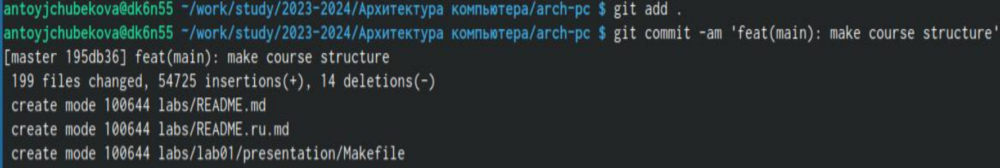 antoyjchubekova@dk6n55 ~/work/study/2023-2024/Архитектура компьютера/arch-pc $ git add .
antoyjchubekova@dk6n55 ~/work/study/2023-2024/Архитектура компьютера/arch-pc $ git commit -am 'feat(main): make course structure'
[master 195db36] feat(main): make course structure
199 files changed, 54725 insertions(+), 14 deletions(-)
create mode 100644 labs/README.md
create mode 100644 labs/README.ru.md
create mode 100644 labs/lab01/presentation/Makefile